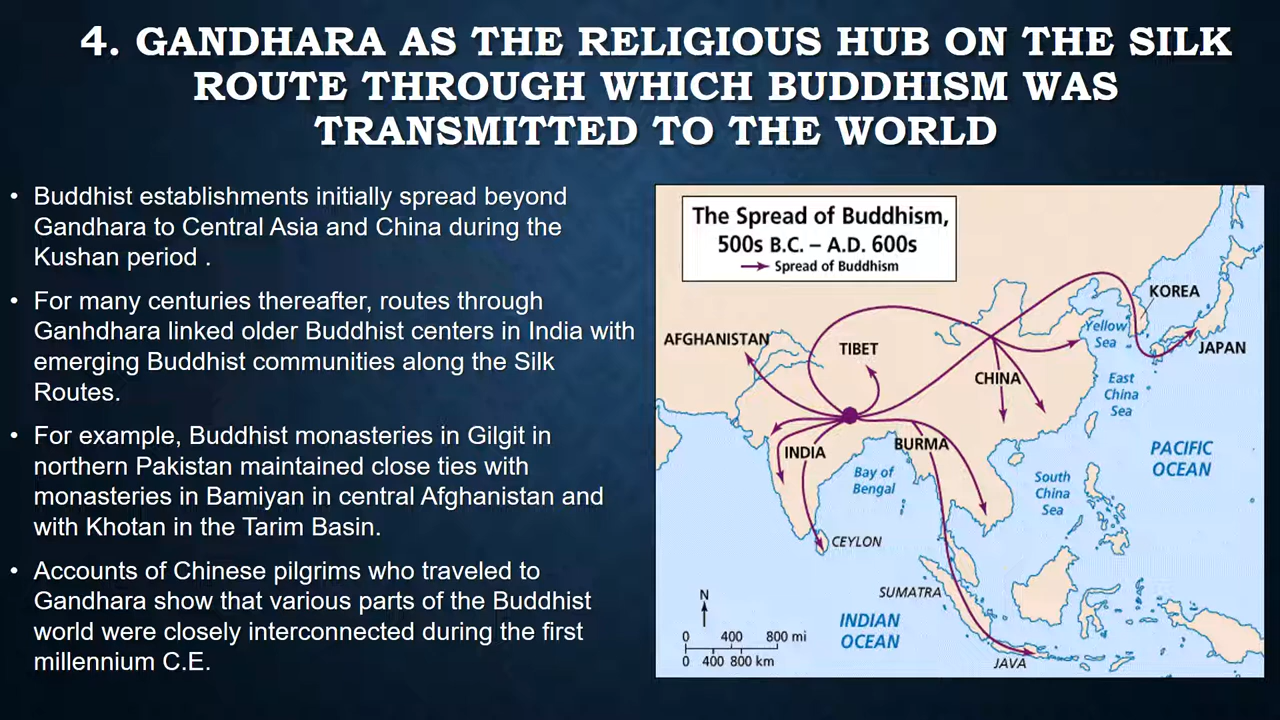 4. GANDHARA AS THE RELIGIOUS HUB ON THE SILK
ROUTE THROUGH WHICH BUDDHISM WAS
TRANSMITTED TO THE WORLD
• Buddhist establishments initially spread beyond
Gandhara to Central Asia and China during the
Kushan period .
• For many centuries thereafter, routes through
Ganhdhara linked older Buddhist centers in India with
emerging Buddhist communities along the Silk
Routes.
• For example, Buddhist monasteries in Gilgit in
northern Pakistan maintained close ties with
monasteries in Bamiyan in central Afghanistan and
with Khotan in the Tarim Basin.
• Accounts of Chinese pilgrims who traveled to
Gandhara show that various parts of the Buddhist
world were closely interconnected during the first
millennium C.E.
The Spread of Buddhism,
500s B.C. – A.D. 600s
Spread of Buddhism
KOREA
AFGHANISTAN
TIBET
Yellow
Sea
JAPAN
CHINA
East
China
Sea
INDIA
BURMA
Bay of
Bengal
PACIFIC
OCEAN
South
China
Sea
CEYLON
SUMATRA
N
INDIAN
OCEAN
0 400 800 mi
0 400 800 km
JAVA